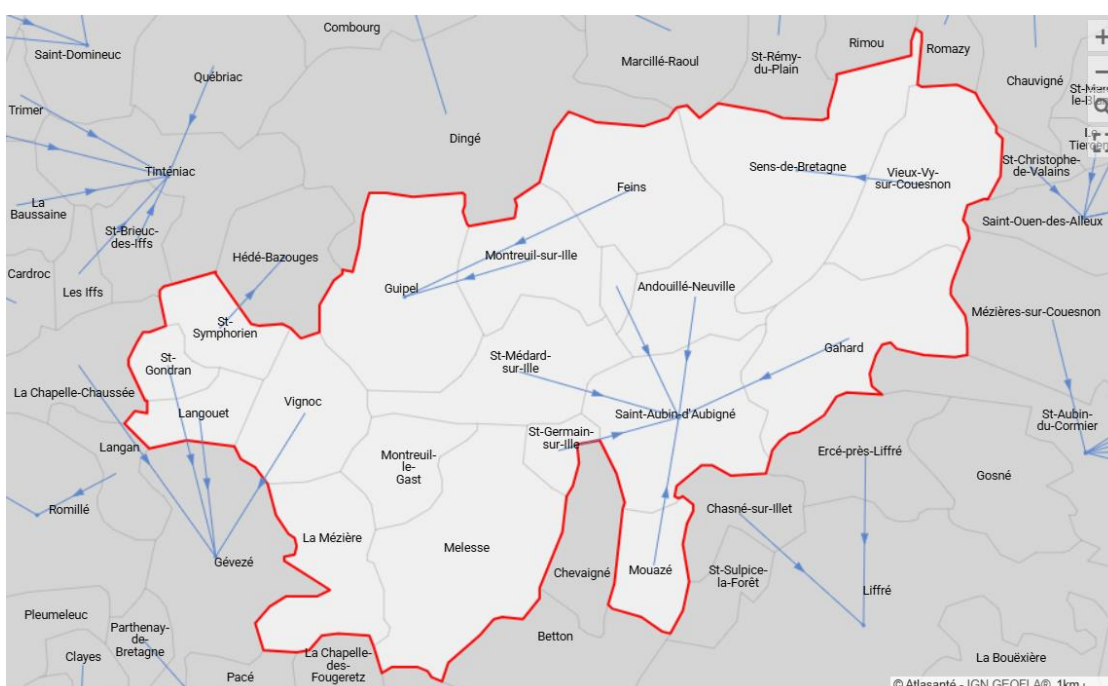 Combourg
Saint-Domineuc
Québriac
Marcillé-Raoul
St-Rémy-
du-Plain
Rimou
Romazy
Chauvigné
Trimer
Dingé
Tinténiac
Sens-de-Bretagne
Vieux-Vy-
sur-Couesnon
St-Christophe-
de-Valains
Feins
La
Baussaine
St-Brieuc-
des-Iffs
Saint-Ouen-des-Alleux
Hédé-Bazouges
Montreuil-sur-Ille
Cardroc
Les Iffs
Guipel
Andouillé-Neuville
Mézières-sur-Couesnon
St-
Symphorien
St-
Gondran
St-Médard-
sur-Ille
Gahard
La Chapelle-Chaussée
Langouet
Vignoc
Saint-Aubin-d'Aubigné
St-Aubin-
du-Cormier
Langan
St-Germain-
sur-Ille
Montreuil-
le-
Gast
Ercé-près-Liffré
Gosné
Romillé
Chasné-sur-Illet
La Mézière
Melesse
Gévezé
Chevaigné
Mouazé
St-Sulpice-
la-Forêt
Liffré
Pleumeleuc
Parthenay-
de-
Bretagne
Betton
Clayes
La Chapelle-
des-
Fougeretz
Pacé
La Bouëxière
© Atlasanté - IGN GEOFLA®, 1km